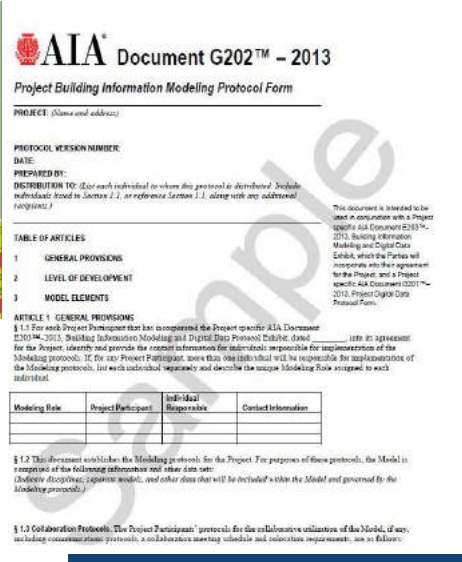 AIA Document G202™ – 2013
Project Building Information Modeling Protocol Form
PROJECT: (Name and address)
PROTOCOL VERSION NUMBER:
DATE:
PREPARED BY:
DISTRIBUTION TO: (List each individual to whom this protocol is distributed. Include
individuals listed in Section 1.1, or reference Section 1.1, along with any additional
recipients.)
This document is intended to be
used in conjunction with a Project
specific AIA Document E203™–
2013, Building Information
Modeling and Digital Data
Exhibit, which the Parties will
incorporate into their agreement
for the Project, and a Project
specific AIA Document G201™–
2013, Project Digital Data
Protocol Form.
TABLE OF ARTICLES
1 GENERAL PROVISIONS
2 LEVEL OF DEVELOPMENT
3 MODEL ELEMENTS
ARTICLE 1 GENERAL PROVISIONS
§ 1.1 For each Project Participant that has incorporated the Project specific AIA Document
E203™–2013, Building Information Modeling and Digital Data Protocol Exhibit, dated ________, into its agreement
for the Project, identify and provide the contact information for individuals responsible for implementation of the
Modeling protocols. If, for any Project Participant, more than one individual will be responsible for implementation of
the Modeling protocols, list each individual separately and describe the unique Modeling Role assigned to each
individual.
Modeling Role Project Participant Individual Responsible Contact Information
§ 1.2 This document establishes the Modeling protocols for the Project. For purposes of these protocols, the Model is
comprised of the following information and other data sets:
(Indicate disciplines, separate models, and other data that will be included within the Model and governed by the
Modeling protocols.)
§ 1.3 Collaboration Protocols. The Project Participants' protocols for the collaborative utilization of the Model, if any,
including communications protocols, a collaboration meeting schedule and colocation requirements, are as follows:
Sample